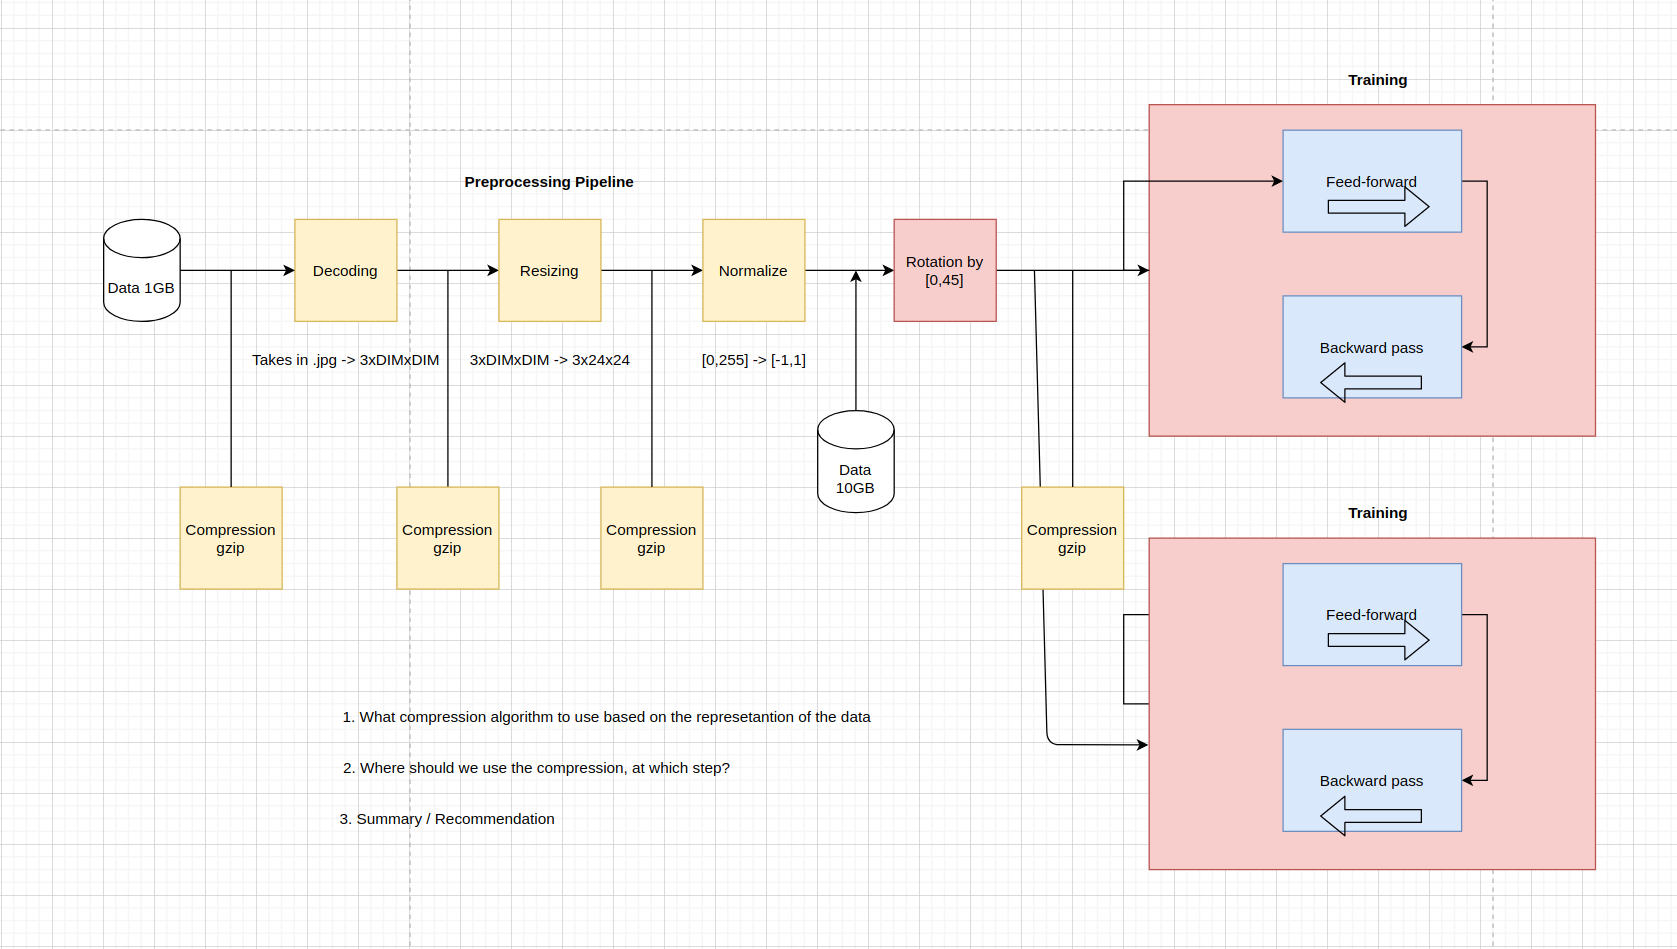 Training
Preprocessing Pipeline
Data 1GB
Decoding
Resizing
Normalize
Rotation by
[0,45]
Feed-forward
Backward pass
Takes in .jpg -> 3xDIMxDIM
3xDIMxDIM -> 3x24x24
[0,255] -> [-1,1]
Data
10GB
Compression
gzip
Compression
gzip
Compression
gzip
Compression
gzip
Training
Feed-forward
Backward pass
1. What compression algorithm to use based on the represetantion of the data
2. Where should we use the compression, at which step?
3. Summary / Recommendation